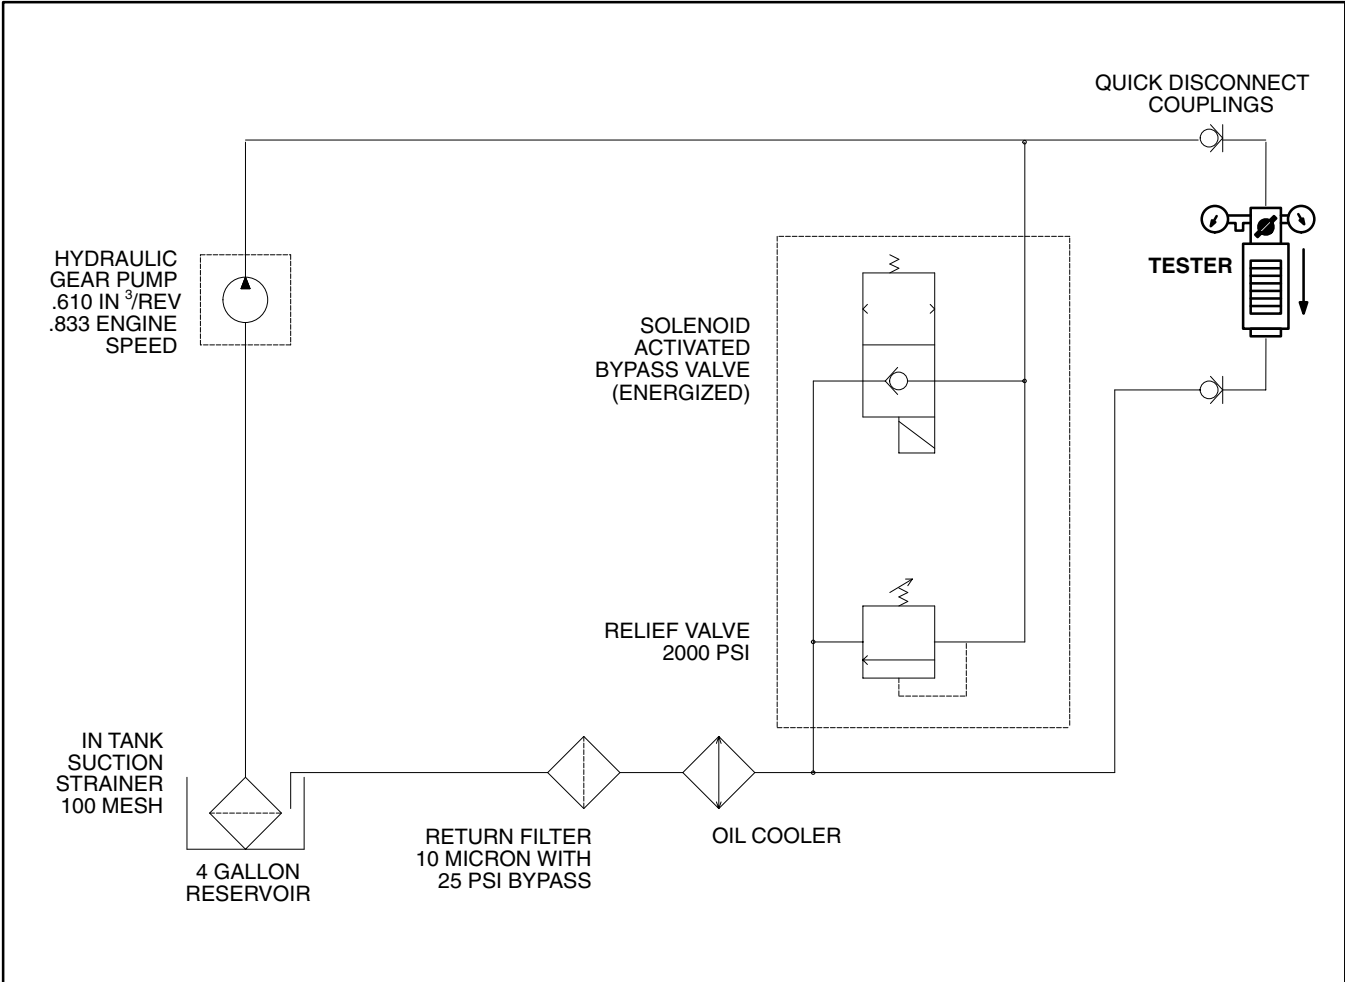 QUICK DISCONNECT
COUPLINGS
HYDRAULIC
GEAR PUMP
.610 IN ³/REV
.833 ENGINE
SPEED
TESTER
SOLENOID
ACTIVATED
BYPASS VALVE
(ENERGIZED)
RELIEF VALVE
2000 PSI
IN TANK
SUCTION
STRAINER
100 MESH
RETURN FILTER
10 MICRON WITH
25 PSI BYPASS
OIL COOLER
4 GALLON
RESERVOIR